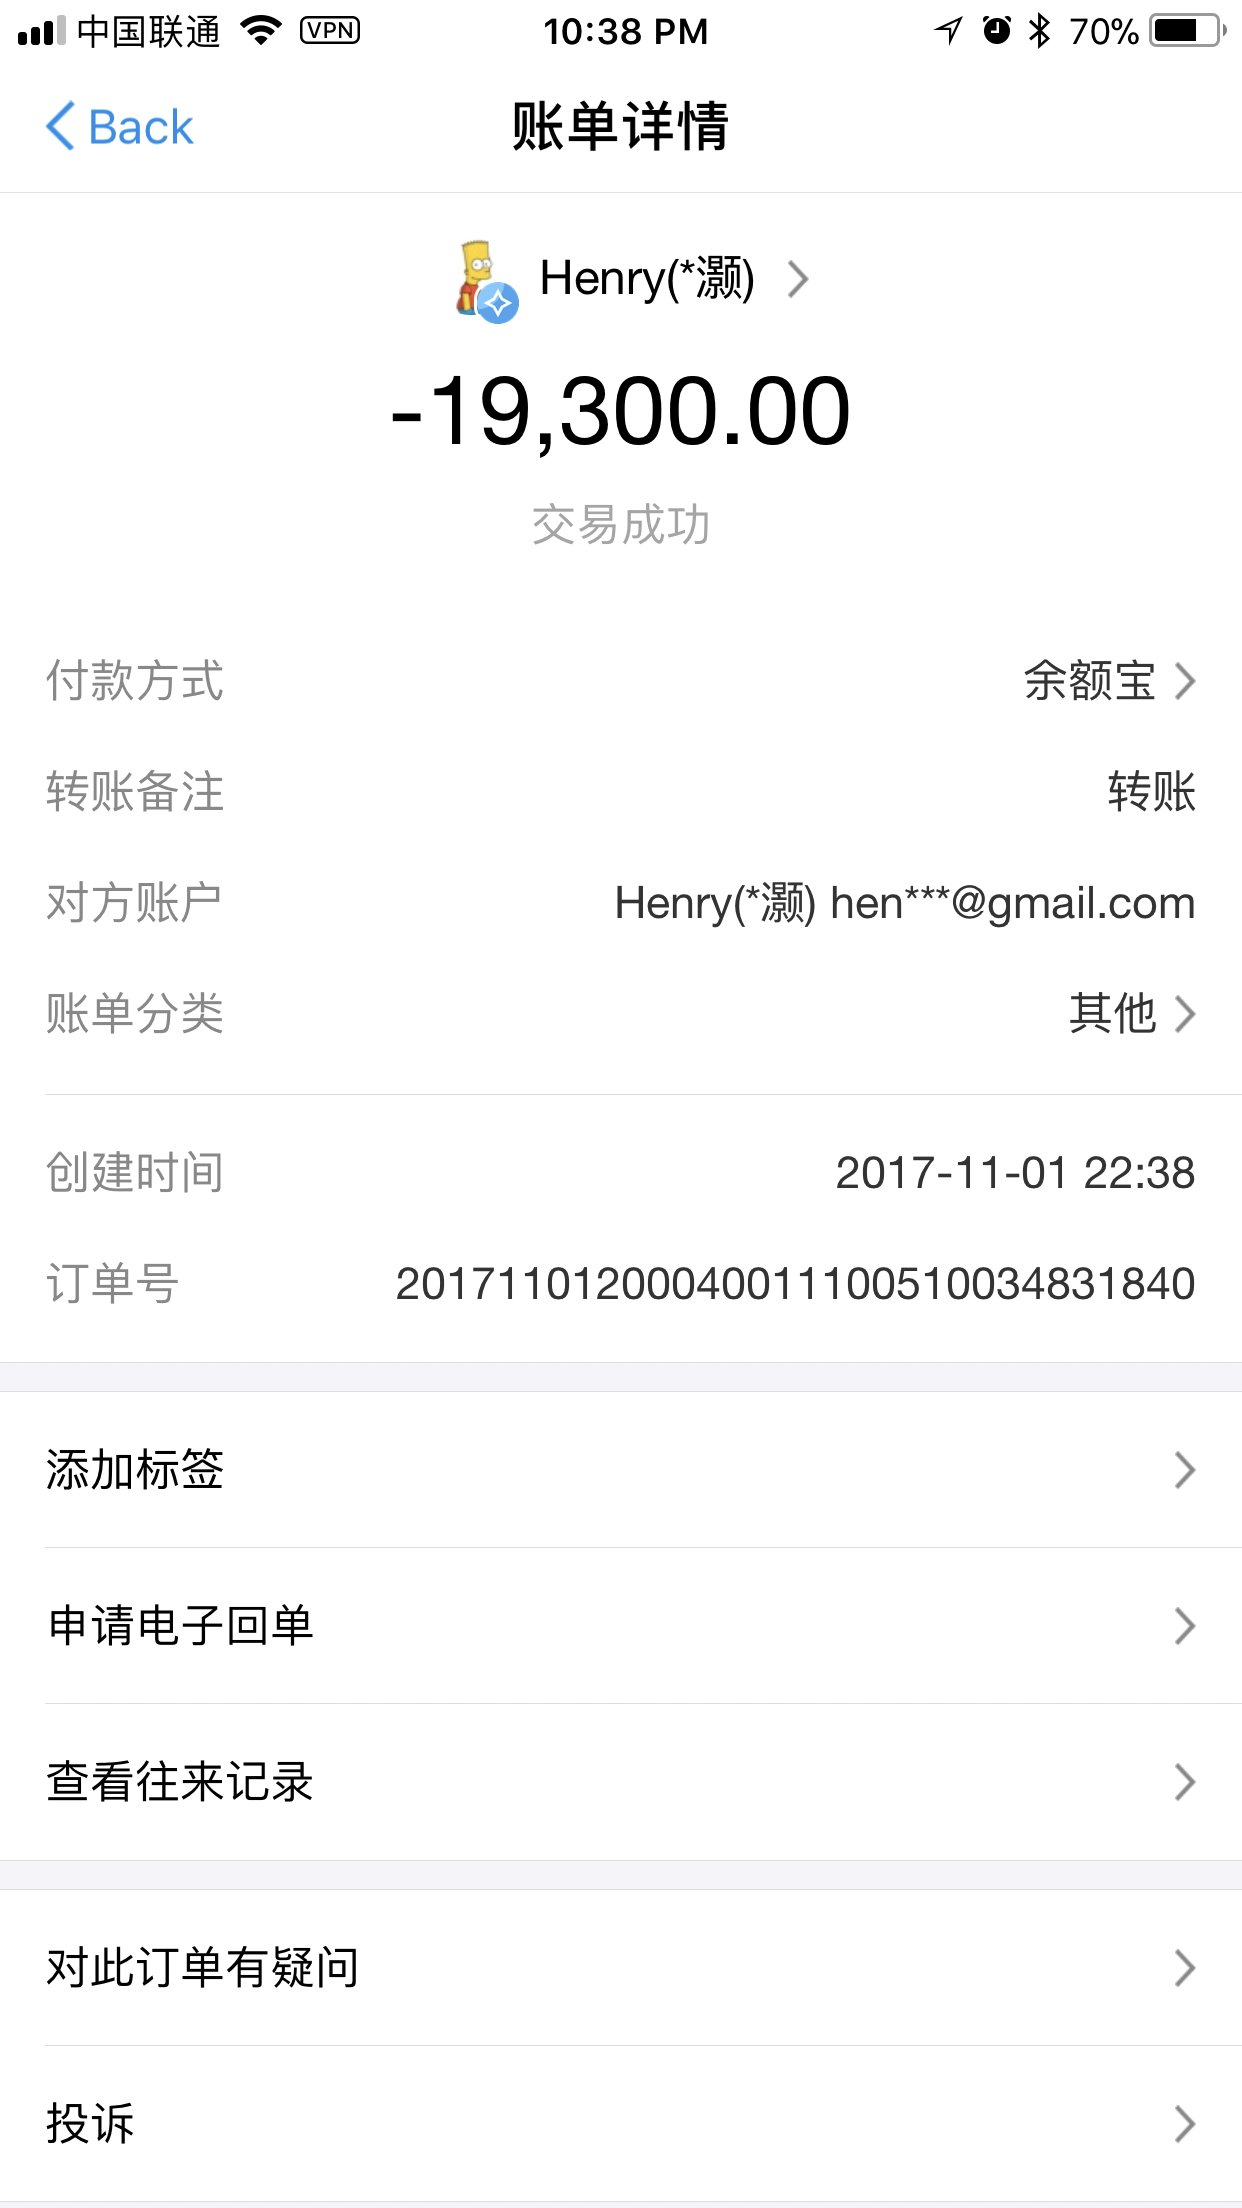 中国联通 VPN 10:38 PM 70%
Back 账单详情
Henry(*灏)
-19,300.00
交易成功
付款方式 余额宝
转账备注 转账
对方账户 Henry(*灏) hen***@gmail.com
账单分类 其他
创建时间 2017-11-01 22:38
订单号 20171101200040011100510034831840
添加标签
申请电子回单
查看往来记录
对此订单有疑问
投诉